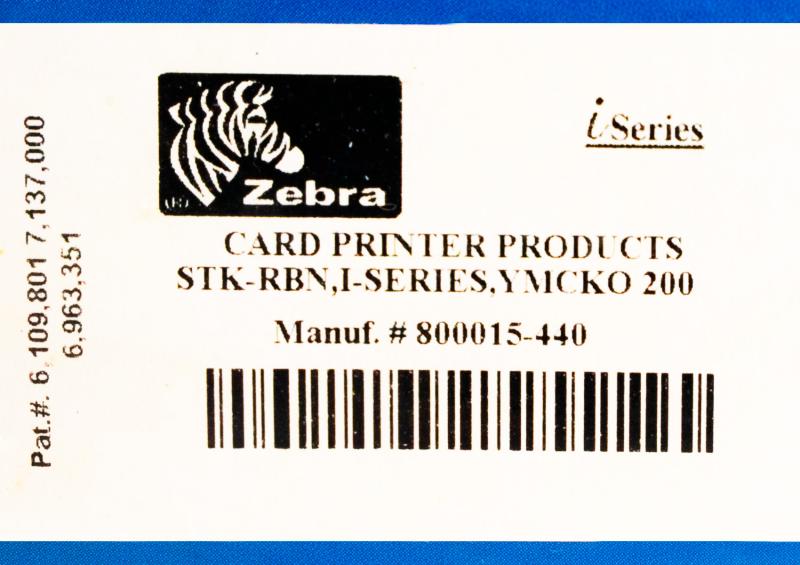 Zebra
i Series
CARD PRINTER PRODUCTS
STK-RBN,I-SERIES,YMCKO 200
Manuf. # 800015-440
Pat.#. 6,109,801 7,137,000
6,963,351